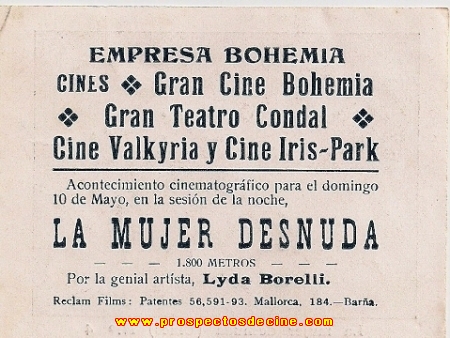 EMPRESA BOHEMIA
CINES ❖ Gran Cine Bohemia
❖ Gran Teatro Condal ❖
Cine Valkyria y Cine Iris-Park
Acontecimiento cinematográfico para el domingo
10 de Mayo, en la sesión de la noche,
LA MUJER DESNUDA
— — — 1.800 METROS — — —
Por la genial artísta, Lyda Borelli.
Reclam Films: Patentes 56,591-93. Mallorca, 184.—Barña.
www.prospectosdecine.com